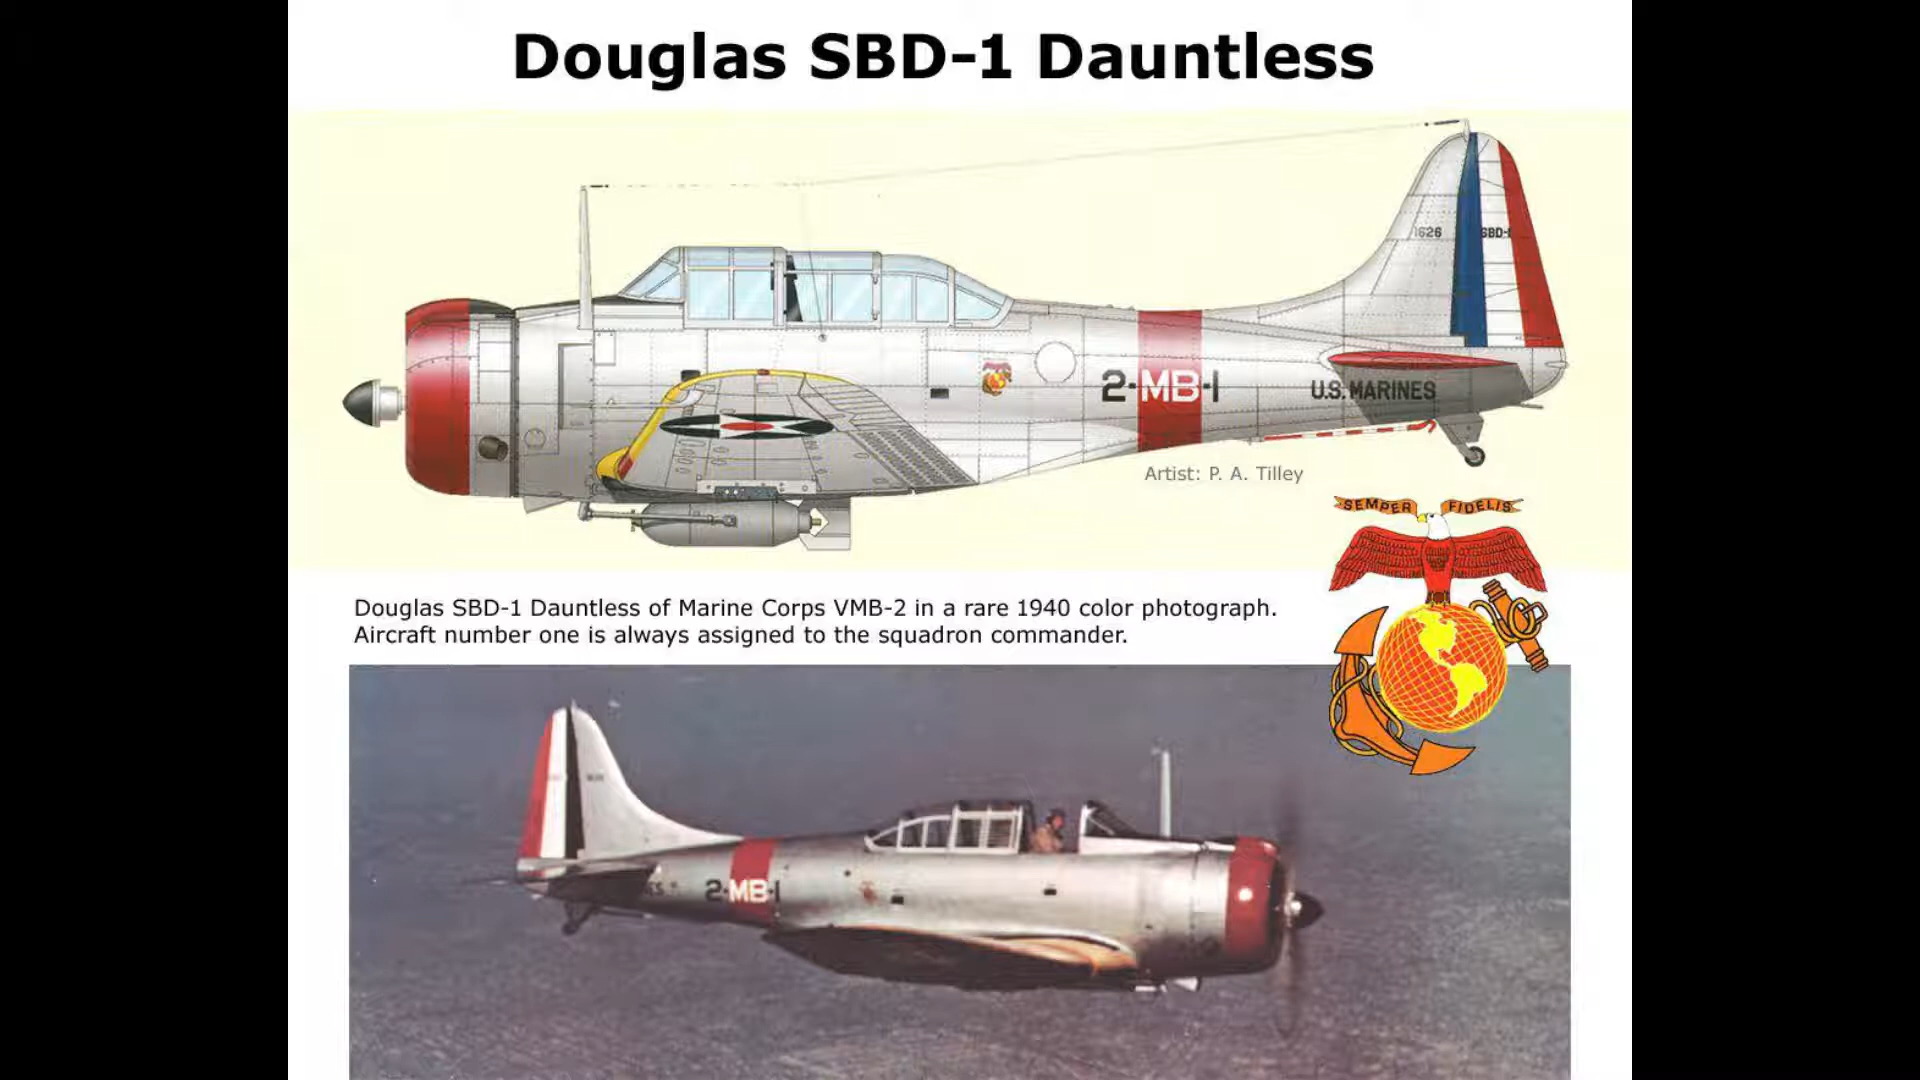 Douglas SBD-1 Dauntless
1626 SBD-1
2-MB-1
U.S. MARINES
Artist: P. A. Tilley
SEMPER FIDELIS
Douglas SBD-1 Dauntless of Marine Corps VMB-2 in a rare 1940 color photograph.
Aircraft number one is always assigned to the squadron commander.
2-MB-1